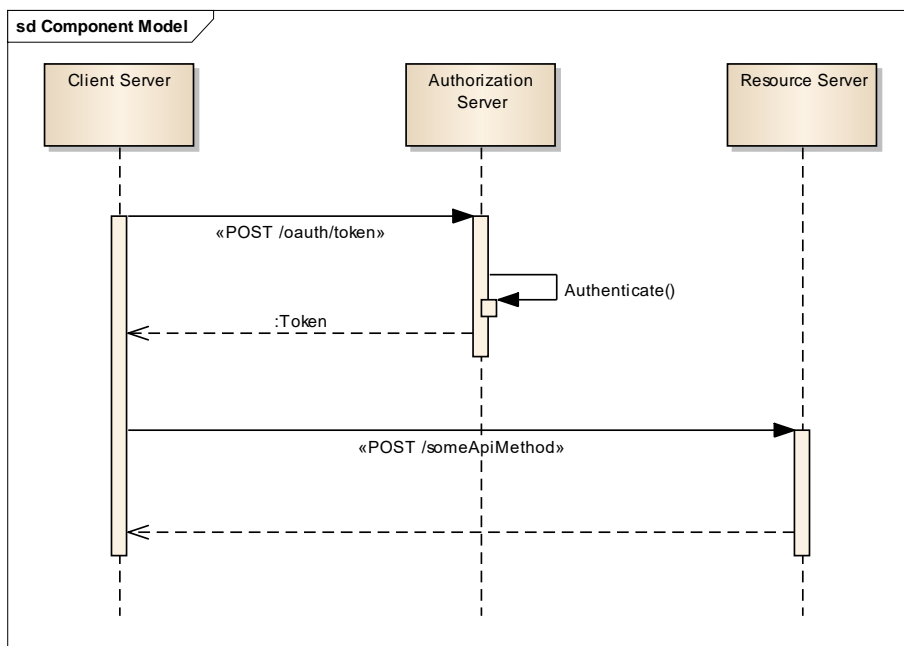 sd Component Model
Client Server
Authorization
Server
Resource Server
«POST /oauth/token»
Authenticate()
:Token
«POST /someApiMethod»